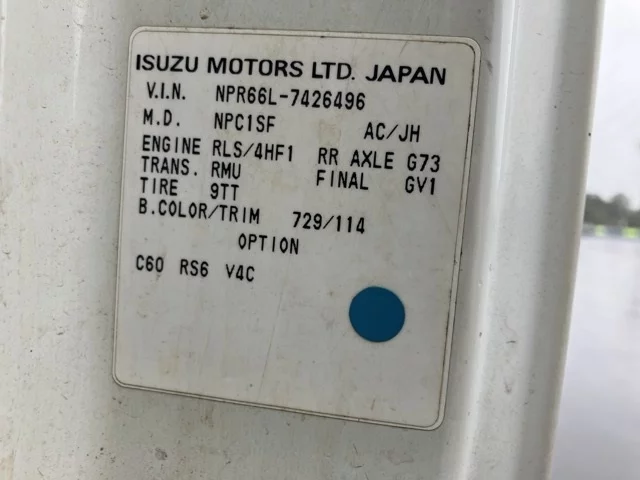 ISUZU MOTORS LTD. JAPAN
V.I.N. NPR66L-7426496
M.D. NPC1SF AC/JH
ENGINE RLS/4HF1 RR AXLE G73
TRANS. RMU FINAL GV1
TIRE 9TT
B.COLOR/TRIM 729/114
OPTION
C60 RS6 V4C